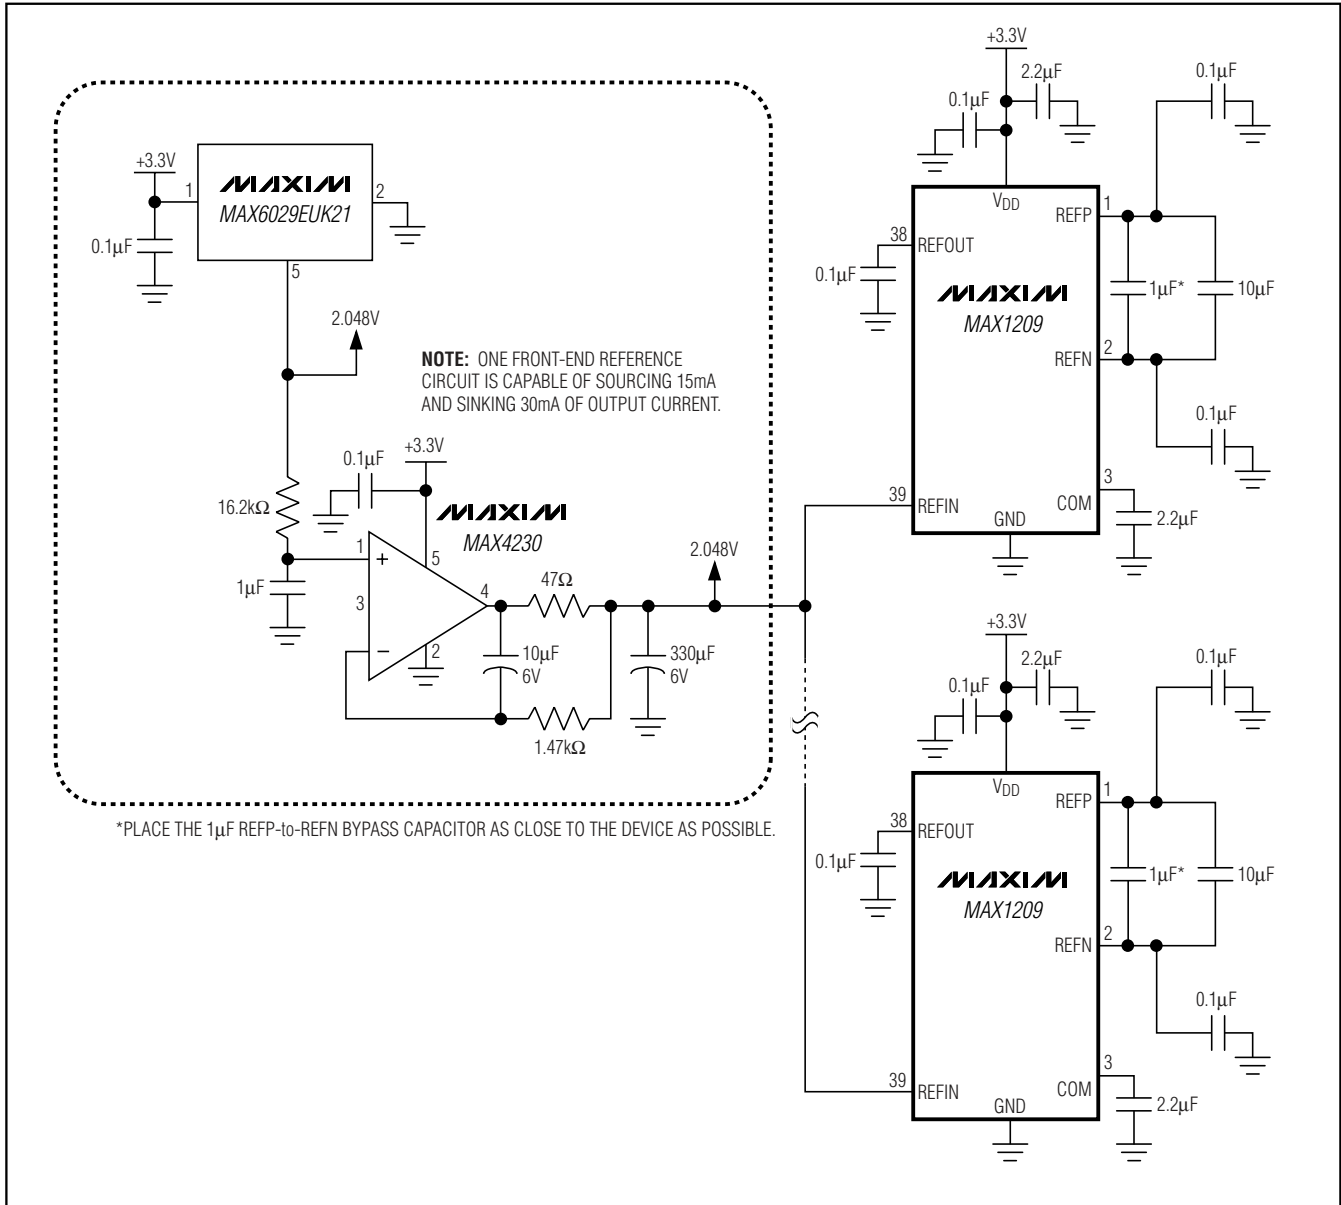 +3.3V
1
MAXIM
MAX6029EUK21
2
0.1µF
5
2.048V
NOTE: ONE FRONT-END REFERENCE
CIRCUIT IS CAPABLE OF SOURCING 15mA
AND SINKING 30mA OF OUTPUT CURRENT.
16.2kΩ
0.1µF
+3.3V
MAXIM
MAX4230
1
+
5
1µF
3
4
−
2
47Ω
2.048V
10µF
6V
330µF
6V
1.47kΩ
*PLACE THE 1µF REFP-to-REFN BYPASS CAPACITOR AS CLOSE TO THE DEVICE AS POSSIBLE.
+3.3V
2.2µF
0.1µF
0.1µF
VDD
REFP
1
38
REFOUT
0.1µF
MAXIM
MAX1209
1µF*
10µF
REFN
2
0.1µF
3
COM
39
REFIN
GND
2.2µF
+3.3V
2.2µF
0.1µF
0.1µF
VDD
REFP
1
38
REFOUT
0.1µF
MAXIM
MAX1209
1µF*
10µF
REFN
2
0.1µF
3
COM
39
REFIN
GND
2.2µF